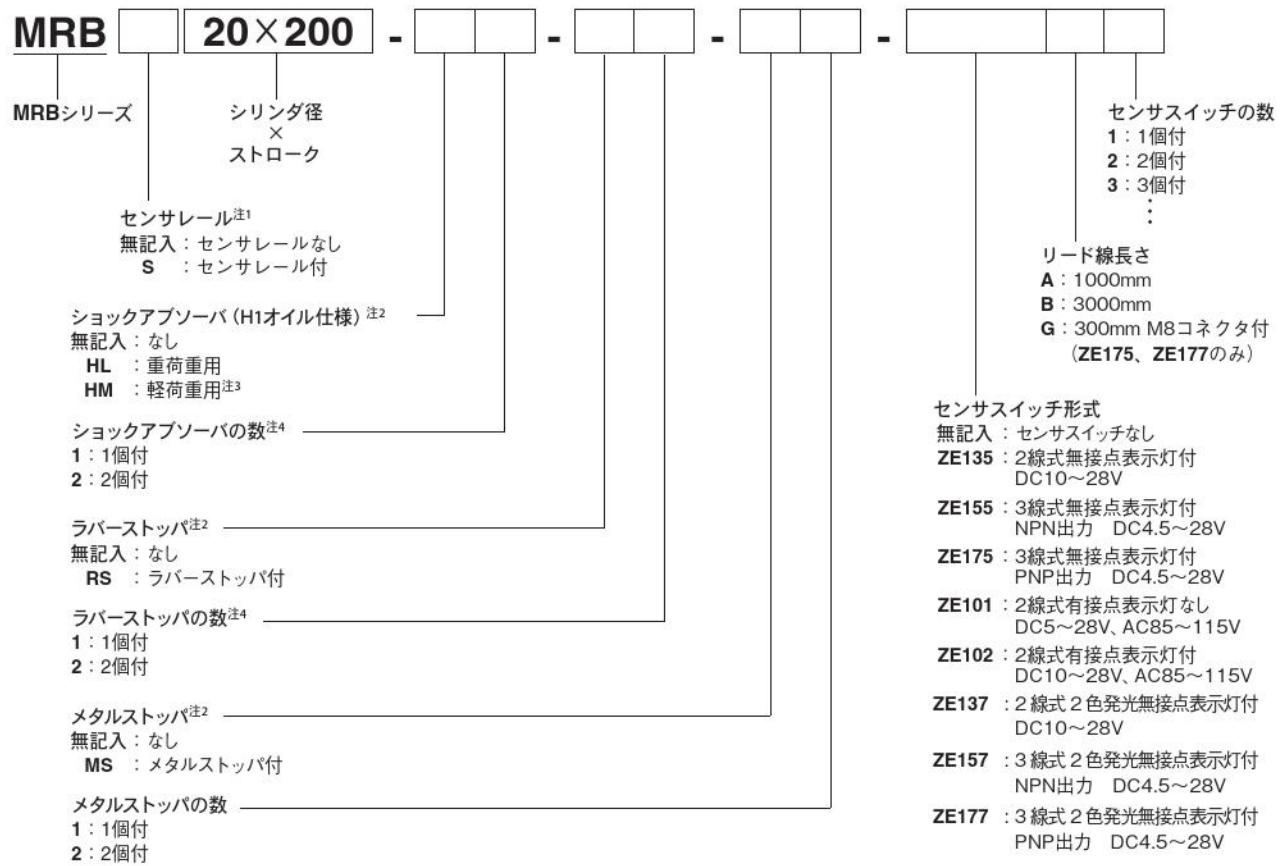 MRB 20×200 - - - -
MRBシリーズ
シリンダ径
×
ストローク
センサレール注1
無記入：センサレールなし
S ：センサレール付
ショックアブソーバ（H1オイル仕様）注2
無記入：なし
HL ：重荷重用
HM ：軽荷重用注3
ショックアブソーバの数注4
1：1個付
2：2個付
ラバーストッパ注2
無記入：なし
RS ：ラバーストッパ付
ラバーストッパの数注4
1：1個付
2：2個付
メタルストッパ注2
無記入：なし
MS ：メタルストッパ付
メタルストッパの数
1：1個付
2：2個付
センサスイッチの数
1：1個付
2：2個付
3：3個付
⋮
リード線長さ
A：1000mm
B：3000mm
G：300mm M8コネクタ付
（ZE175、ZE177のみ）
センサスイッチ形式
無記入：センサスイッチなし
ZE135：2線式無接点表示灯付
DC10～28V
ZE155：3線式無接点表示灯付
NPN出力　DC4.5～28V
ZE175：3線式無接点表示灯付
PNP出力　DC4.5～28V
ZE101：2線式有接点表示灯なし
DC5～28V、AC85～115V
ZE102：2線式有接点表示灯付
DC10～28V、AC85～115V
ZE137 ：2線式2色発光無接点表示灯付
DC10～28V
ZE157 ：3線式2色発光無接点表示灯付
NPN出力　DC4.5～28V
ZE177 ：3線式2色発光無接点表示灯付
PNP出力　DC4.5～28V